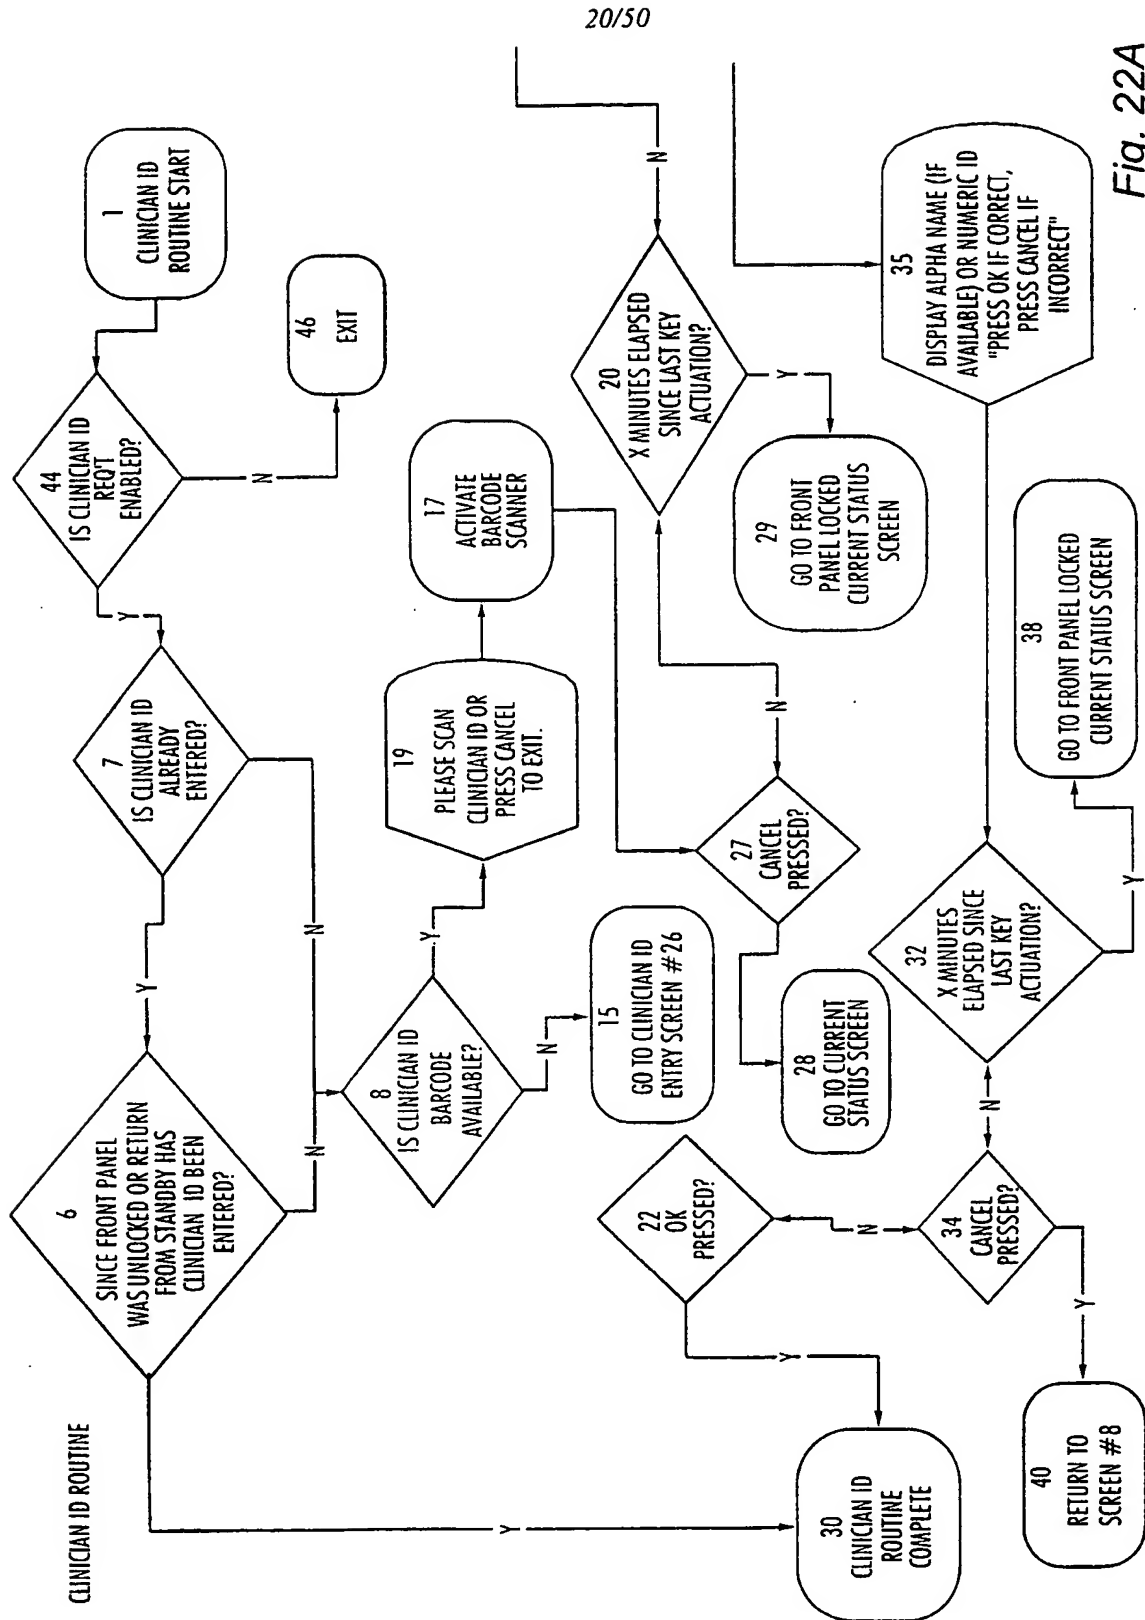 20/50
CLINICIAN ID ROUTINE
1
CLINICIAN ID
ROUTINE START
44
IS CLINICIAN ID
REQ'T
ENABLED?
N
46
EXIT
Y
7
IS CLINICIAN ID
ALREADY
ENTERED?
Y
N
6
SINCE FRONT PANEL
WAS UNLOCKED OR RETURN
FROM STANDBY HAS
CLINICIAN ID BEEN
ENTERED?
N
Y
8
IS CLINICIAN ID
BARCODE
AVAILABLE?
Y
N
19
PLEASE SCAN
CLINICIAN ID OR
PRESS CANCEL
TO EXIT.
17
ACTIVATE
BARCODE
SCANNER
15
GO TO CLINICIAN ID
ENTRY SCREEN #26
N
20
X MINUTES ELAPSED
SINCE LAST KEY
ACTUATION?
Y
29
GO TO FRONT
PANEL LOCKED
CURRENT STATUS
SCREEN
N
27
CANCEL
PRESSED?
28
GO TO CURRENT
STATUS SCREEN
35
DISPLAY ALPHA NAME (IF
AVAILABLE) OR NUMERIC ID
"PRESS OK IF CORRECT,
PRESS CANCEL IF
INCORRECT"
32
X MINUTES
ELAPSED SINCE
LAST KEY
ACTUATION?
Y
38
GO TO FRONT PANEL LOCKED
CURRENT STATUS SCREEN
N
34
CANCEL
PRESSED?
N
Y
22
OK
PRESSED?
Y
30
CLINICIAN ID
ROUTINE
COMPLETE
40
RETURN TO
SCREEN #8
Fig. 22A